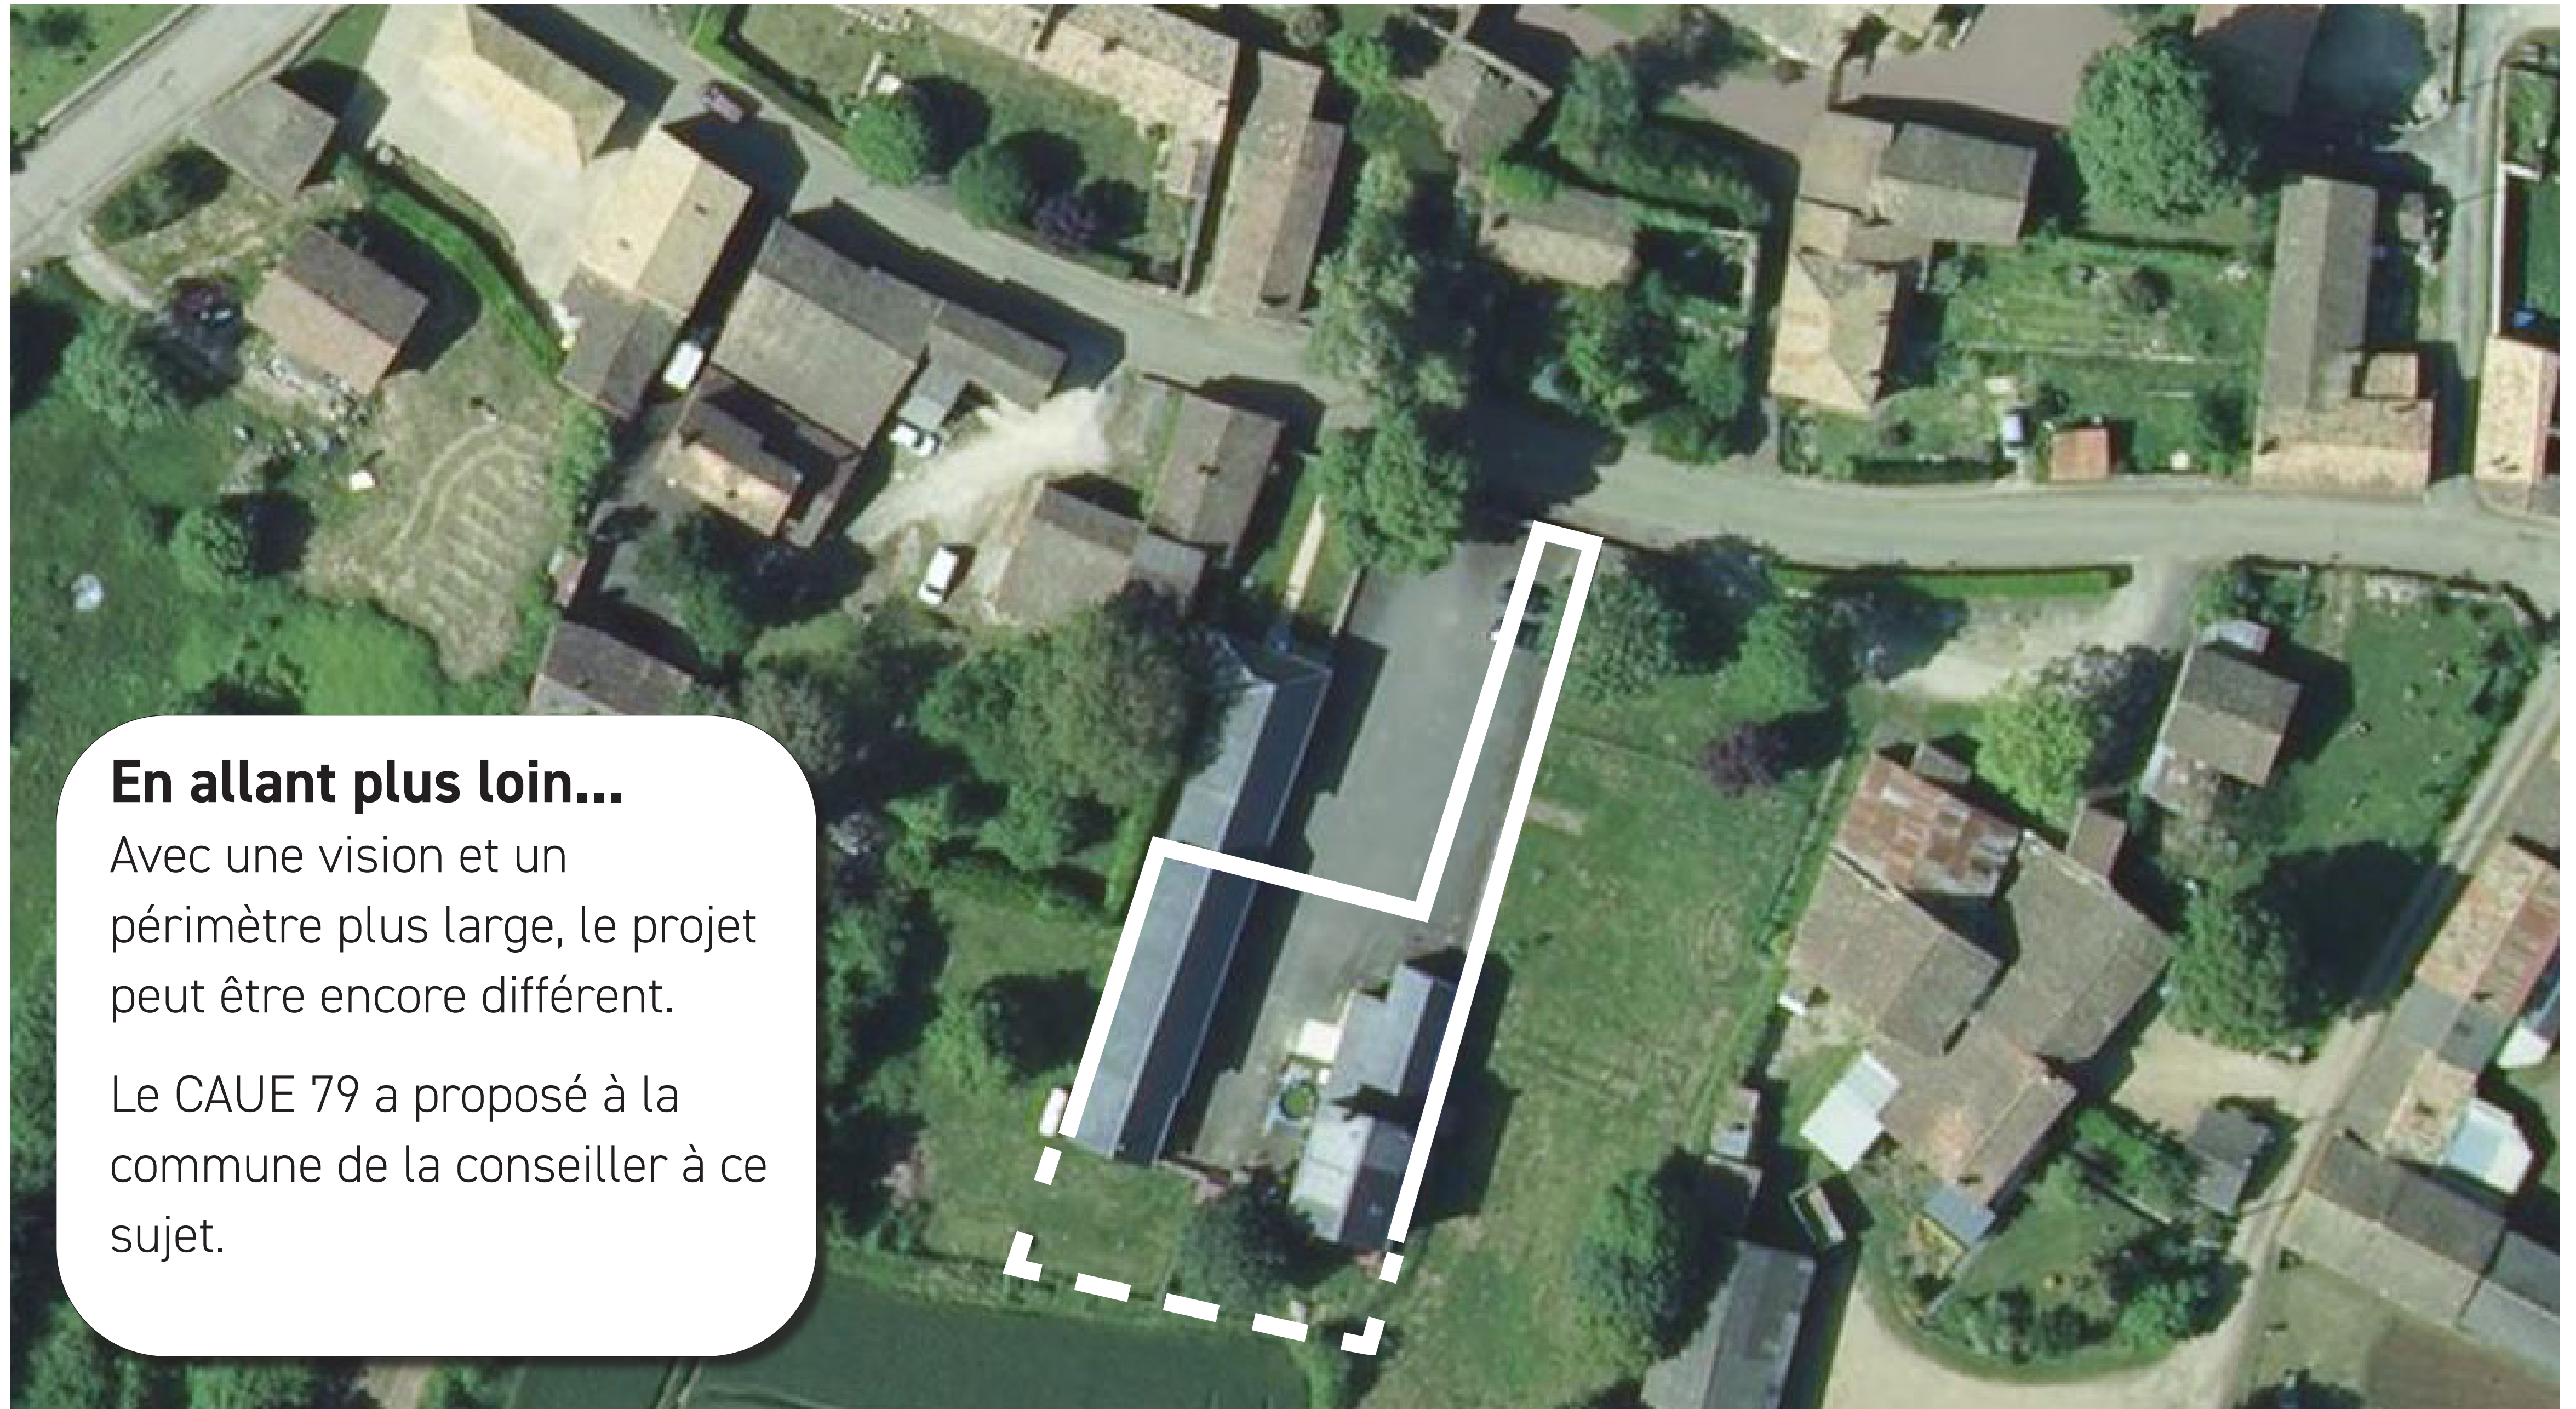 En allant plus loin...
Avec une vision et un
périmètre plus large, le projet
peut être encore différent.
Le CAUE 79 a proposé à la
commune de la conseiller à ce
sujet.